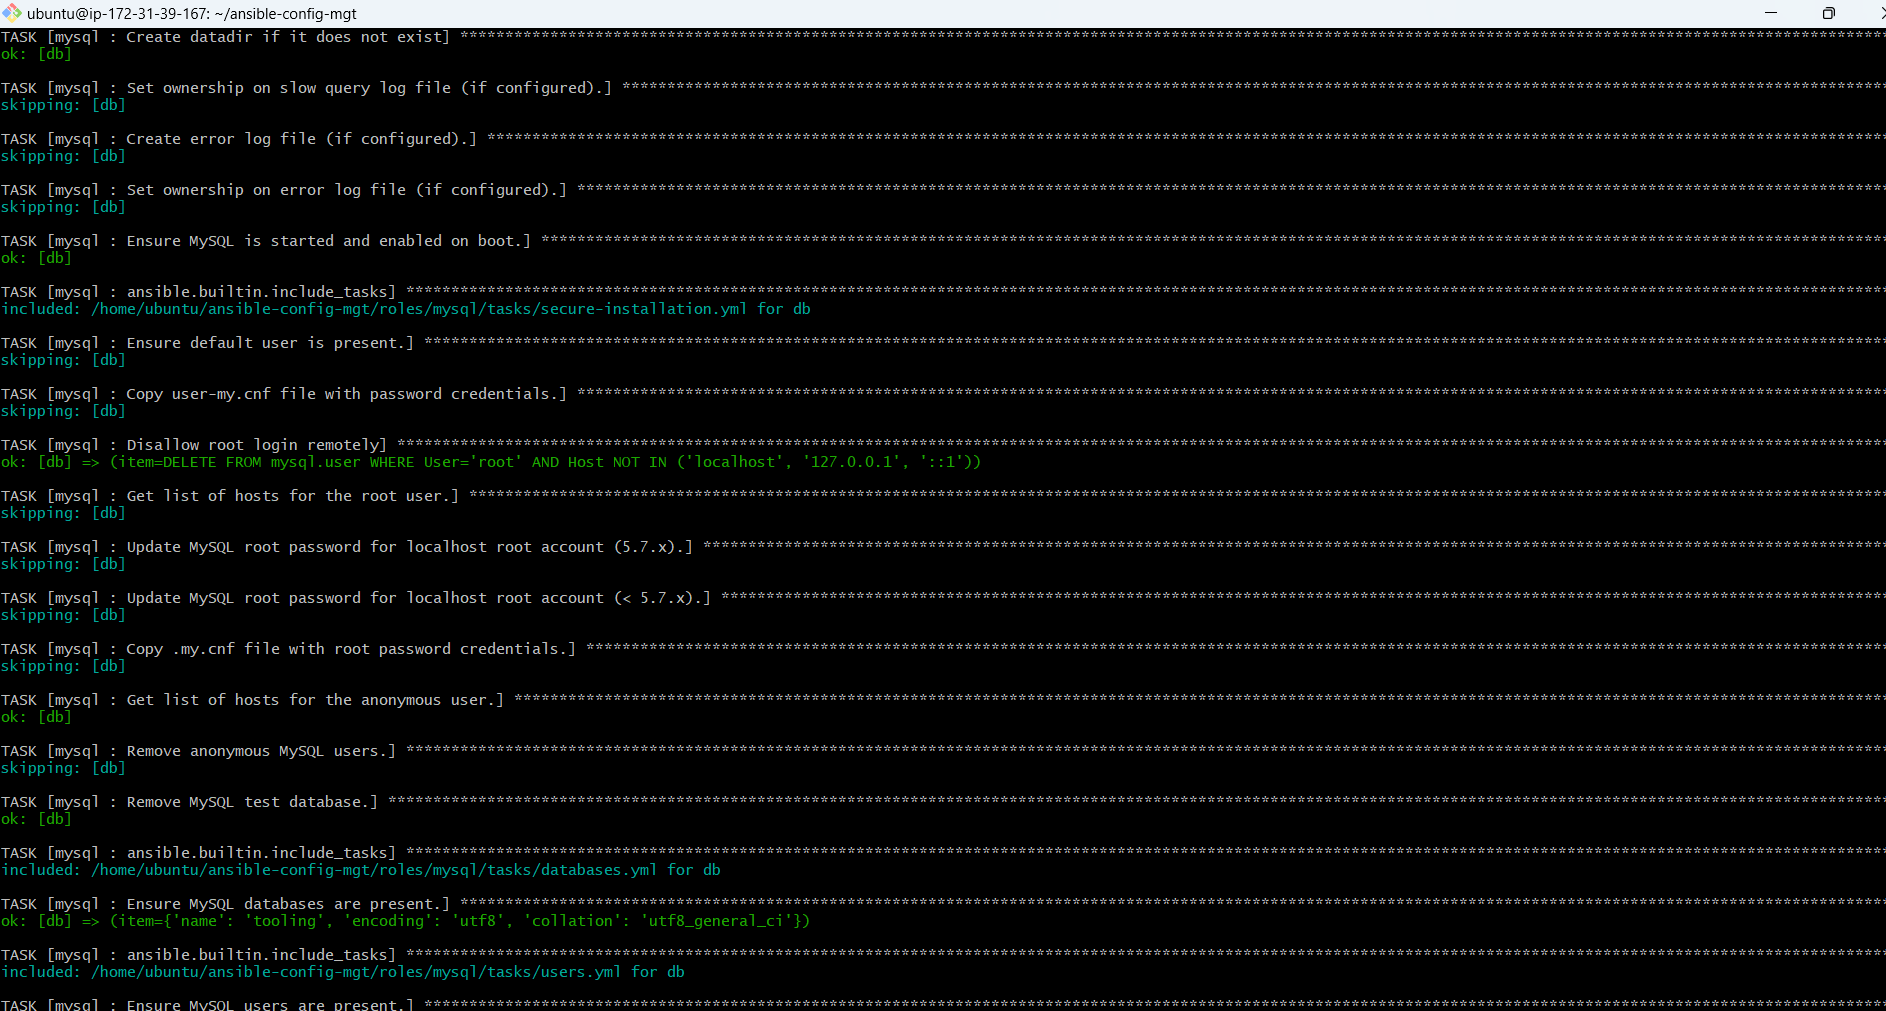 ubuntu@ip-172-31-39-167: ~/ansible-config-mgt
TASK [mysql : Create datadir if it does not exist] ****************************************************************************************************************************************************************
ok: [db]
TASK [mysql : Set ownership on slow query log file (if configured).] **********************************************************************************************************************************************
skipping: [db]
TASK [mysql : Create error log file (if configured).] *************************************************************************************************************************************************************
skipping: [db]
TASK [mysql : Set ownership on error log file (if configured).] ***************************************************************************************************************************************************
skipping: [db]
TASK [mysql : Ensure MySQL is started and enabled on boot.] *******************************************************************************************************************************************************
ok: [db]
TASK [mysql : ansible.builtin.include_tasks] **********************************************************************************************************************************************************************
included: /home/ubuntu/ansible-config-mgt/roles/mysql/tasks/secure-installation.yml for db
TASK [mysql : Ensure default user is present.] ********************************************************************************************************************************************************************
skipping: [db]
TASK [mysql : Copy user-my.cnf file with password credentials.] ***************************************************************************************************************************************************
skipping: [db]
TASK [mysql : Disallow root login remotely] ***********************************************************************************************************************************************************************
ok: [db] => (item=DELETE FROM mysql.user WHERE User='root' AND Host NOT IN ('localhost', '127.0.0.1', '::1'))
TASK [mysql : Get list of hosts for the root user.] ***************************************************************************************************************************************************************
skipping: [db]
TASK [mysql : Update MySQL root password for localhost root account (5.7.x).] *************************************************************************************************************************************
skipping: [db]
TASK [mysql : Update MySQL root password for localhost root account (< 5.7.x).] ***********************************************************************************************************************************
skipping: [db]
TASK [mysql : Copy .my.cnf file with root password credentials.] **************************************************************************************************************************************************
skipping: [db]
TASK [mysql : Get list of hosts for the anonymous user.] **********************************************************************************************************************************************************
ok: [db]
TASK [mysql : Remove anonymous MySQL users.] **********************************************************************************************************************************************************************
skipping: [db]
TASK [mysql : Remove MySQL test database.] ************************************************************************************************************************************************************************
ok: [db]
TASK [mysql : ansible.builtin.include_tasks] **********************************************************************************************************************************************************************
included: /home/ubuntu/ansible-config-mgt/roles/mysql/tasks/databases.yml for db
TASK [mysql : Ensure MySQL databases are present.] ****************************************************************************************************************************************************************
ok: [db] => (item={'name': 'tooling', 'encoding': 'utf8', 'collation': 'utf8_general_ci'})
TASK [mysql : ansible.builtin.include_tasks] **********************************************************************************************************************************************************************
included: /home/ubuntu/ansible-config-mgt/roles/mysql/tasks/users.yml for db
TASK [mysql : Ensure MySQL users are present.] ********************************************************************************************************************************************************************